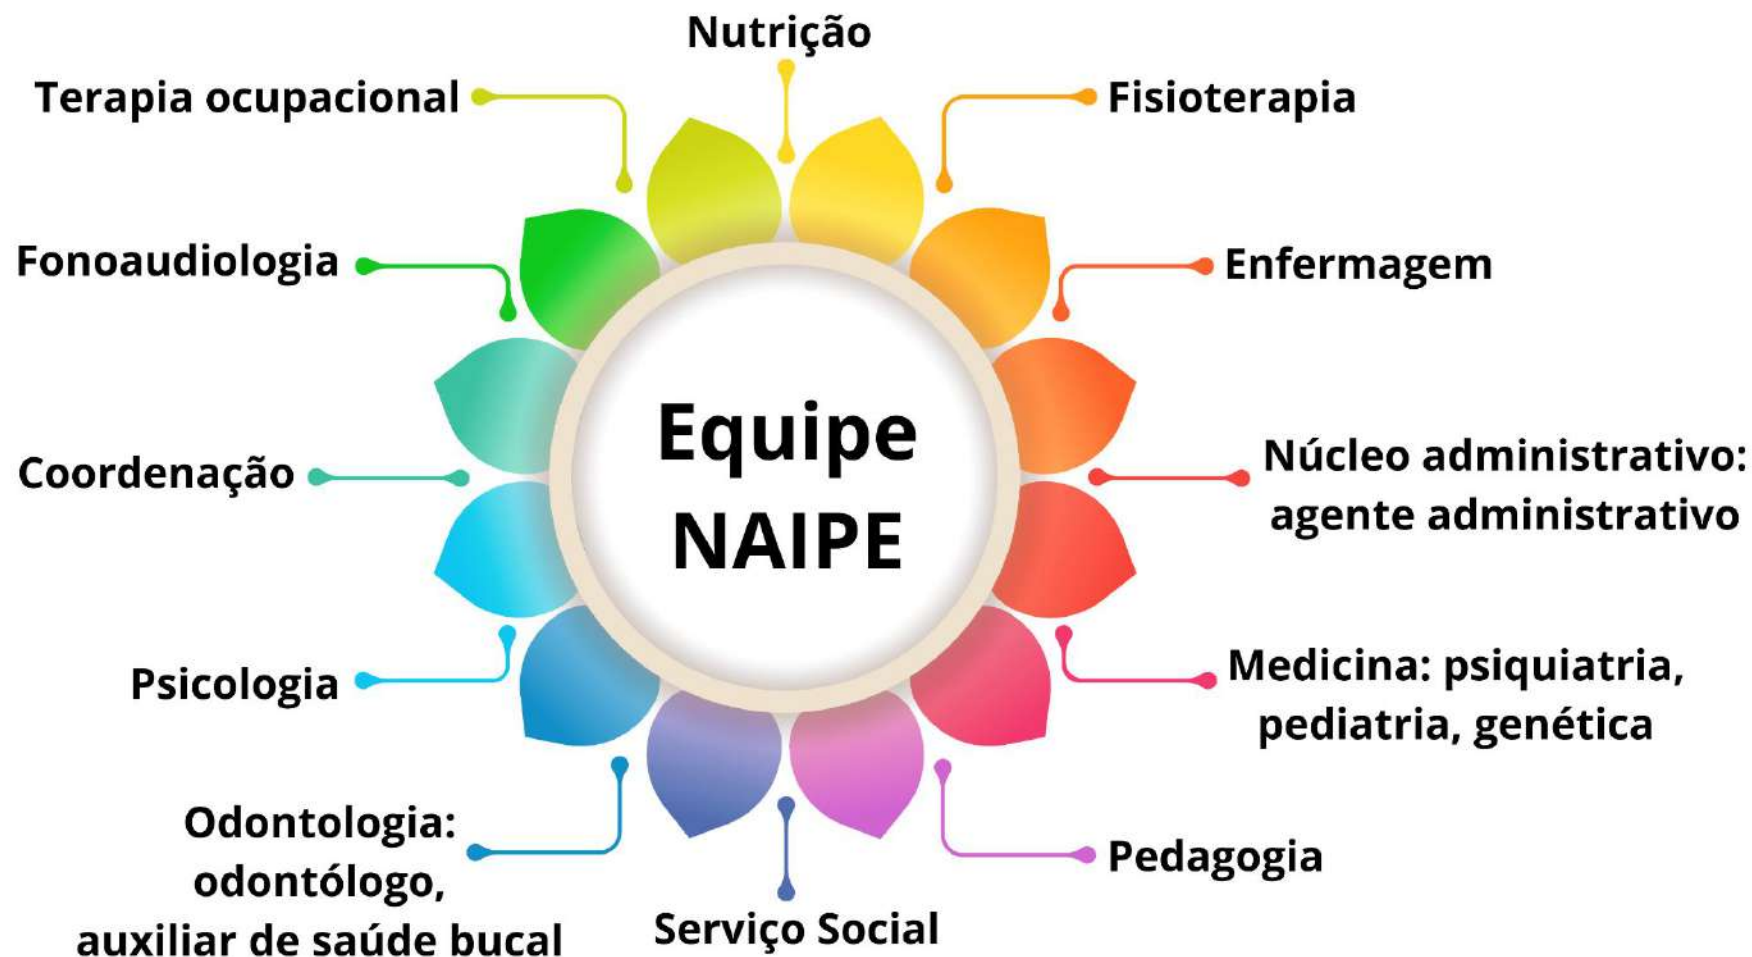 Nutrição
Terapia ocupacional
Fisioterapia
Fonoaudiologia
Enfermagem
Equipe
NAIPE
Coordenação
Núcleo administrativo:
agente administrativo
Psicologia
Medicina: psiquiatria,
pediatria, genética
Odontologia:
odontólogo,
auxiliar de saúde bucal
Pedagogia
Serviço Social